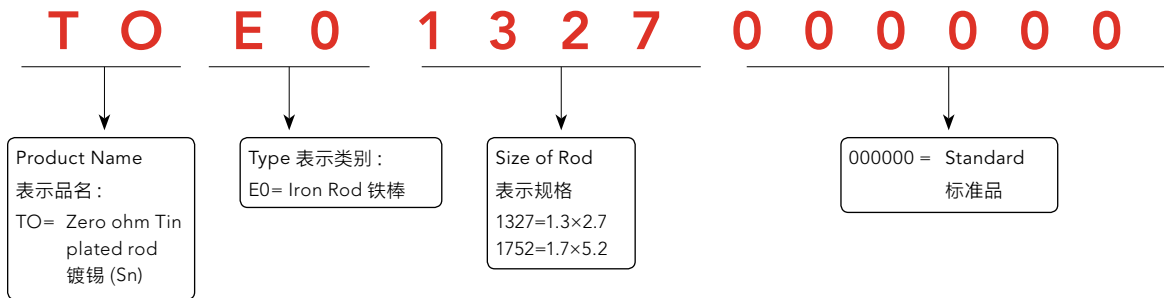 T O E 0 1 3 2 7 0 0 0 0 0 0
Product Name
表示品名 :
TO= Zero ohm Tin
plated rod
镀锡 (Sn)
Type 表示类别 :
E0= Iron Rod 铁棒
Size of Rod
表示规格
1327=1.3×2.7
1752=1.7×5.2
000000 = Standard
标准品